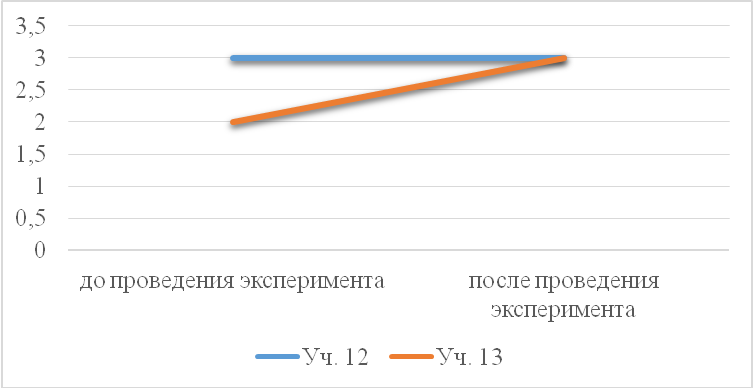 3,5
3
2,5
2
1,5
1
0,5
0
до проведения эксперимента
после проведения
эксперимента
Уч. 12
Уч. 13